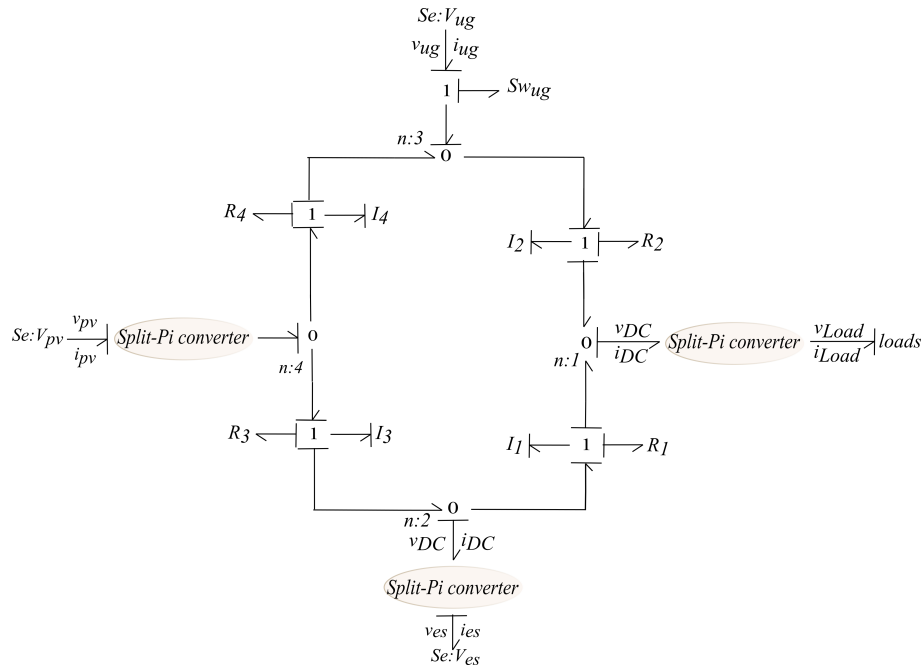 Se:Vug
vug iug
1 Swug
n:3 0
R4 1 I4
I2 1 R2
Se:Vpv vpv ipv Split-Pi converter 0 n:4
0 n:1 vDC iDC Split-Pi converter vLoad iLoad loads
R3 1 I3
I1 1 R1
n:2 0
vDC iDC
Split-Pi converter
ves ies
Se:Ves